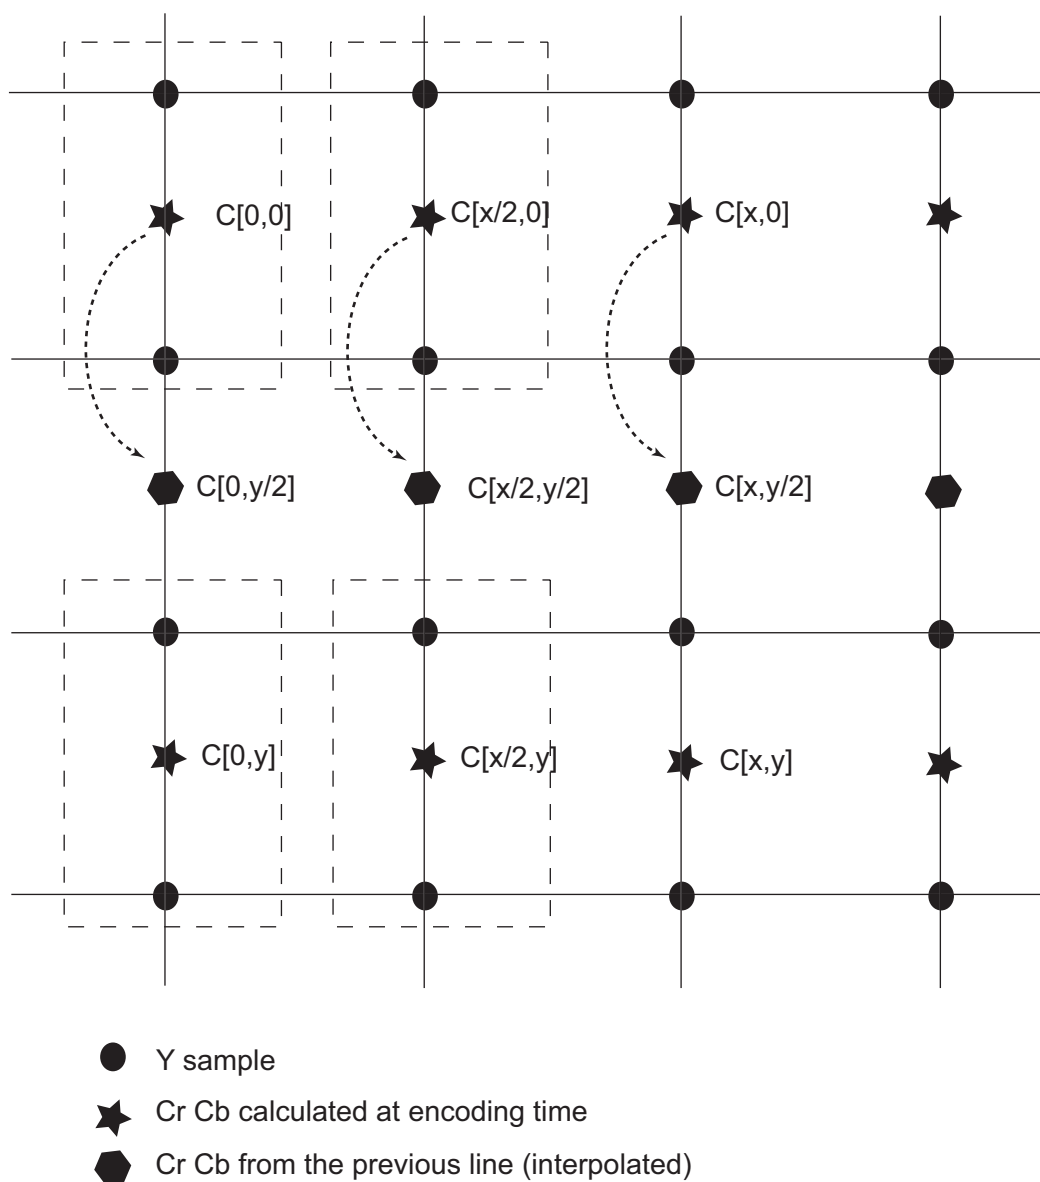 C[0,0]
C[x/2,0]
C[x,0]
C[0,y/2]
C[x/2,y/2]
C[x,y/2]
C[0,y]
C[x/2,y]
C[x,y]
Y sample
Cr Cb calculated at encoding time
Cr Cb from the previous line (interpolated)